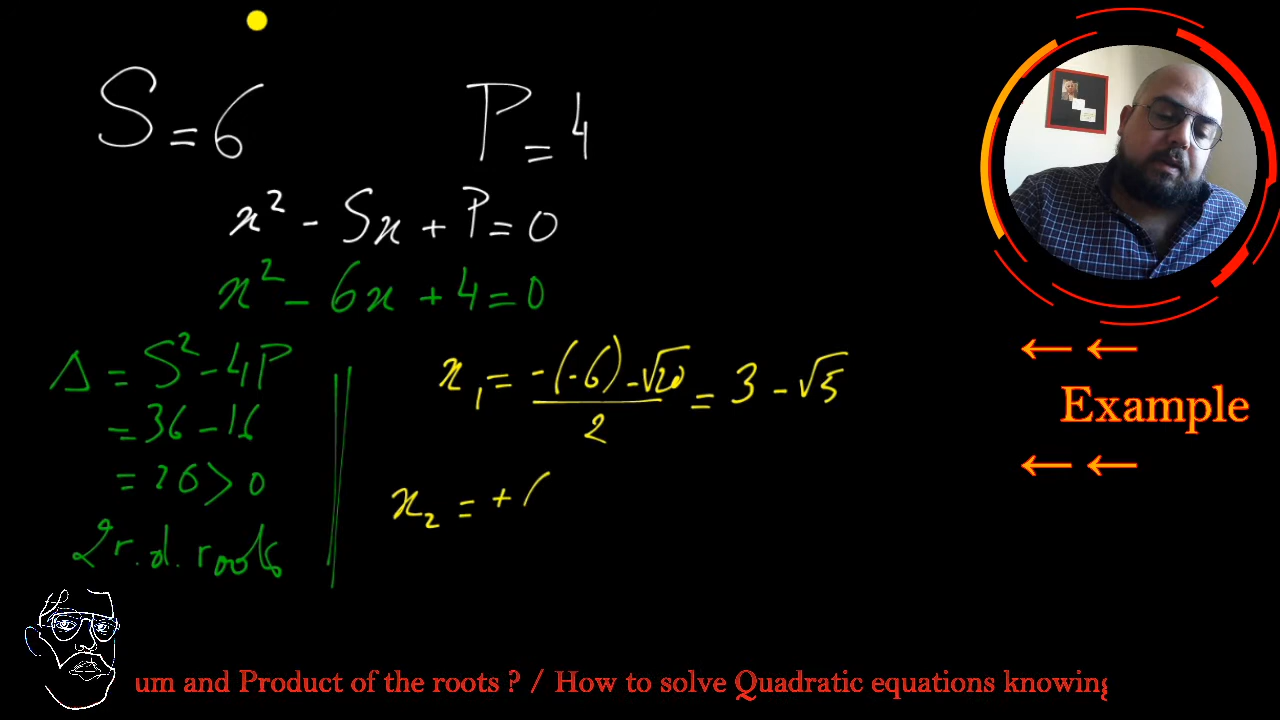 S = 6 P = 4
x² - Sx + P = 0
x² - 6x + 4 = 0
Δ = S² - 4P
= 36 - 16
= 20 > 0
2 r.d. roots
x₁ = (-(-6) - √20)/2 = 3 - √5
x₂ = + (
← ←
Example
← ←
um and Product of the roots ? / How to solve Quadratic equations knowing